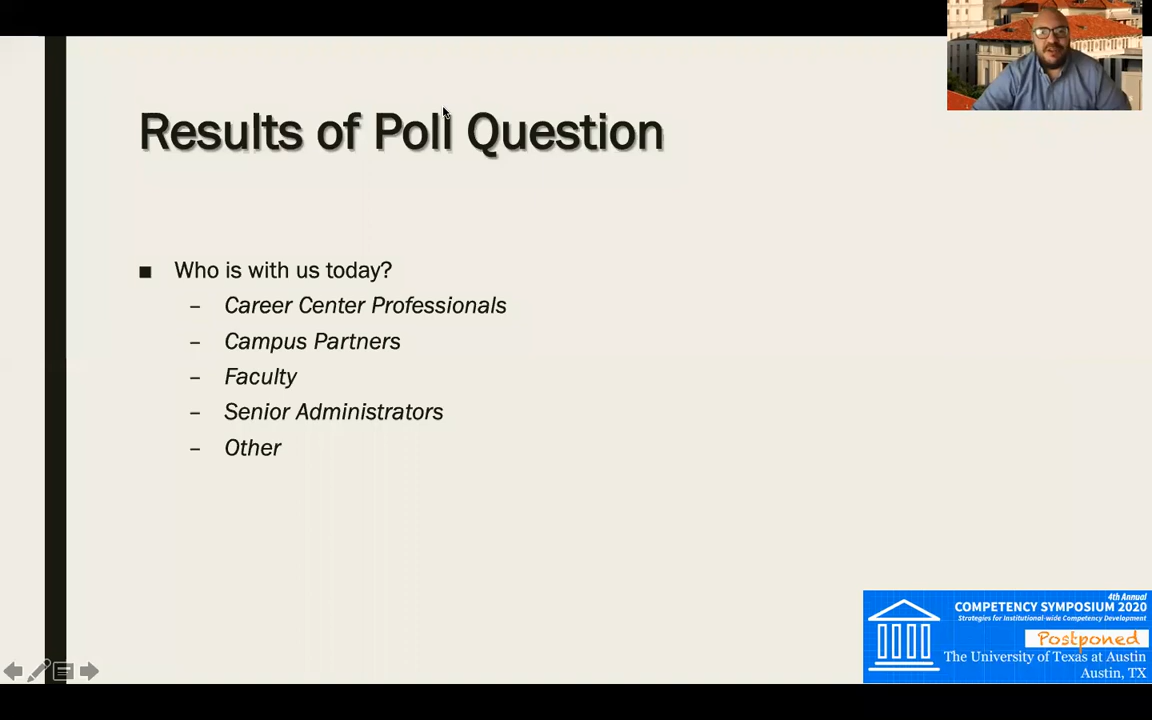 Results of Poll Question
■ Who is with us today?
– Career Center Professionals
– Campus Partners
– Faculty
– Senior Administrators
– Other
4th Annual
COMPETENCY SYMPOSIUM 2020
Strategies for Institutional-wide Competency Development
Postponed
The University of Texas at Austin
Austin, TX